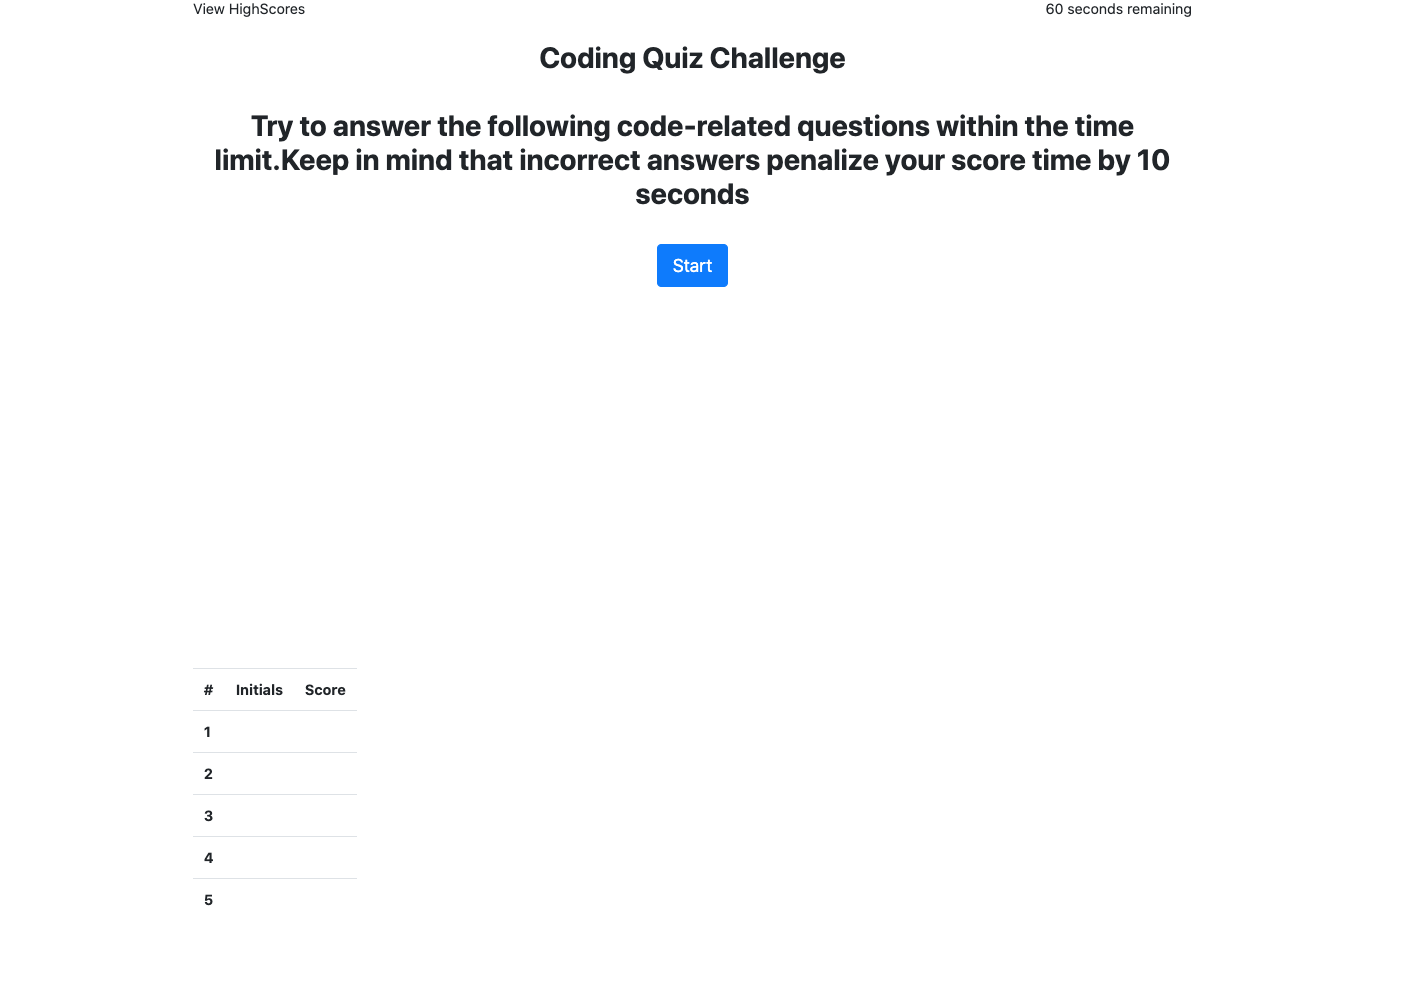 View HighScores
60 seconds remaining
Coding Quiz Challenge
Try to answer the following code-related questions within the time
limit.Keep in mind that incorrect answers penalize your score time by 10
seconds
Start
# Initials Score
1
2
3
4
5